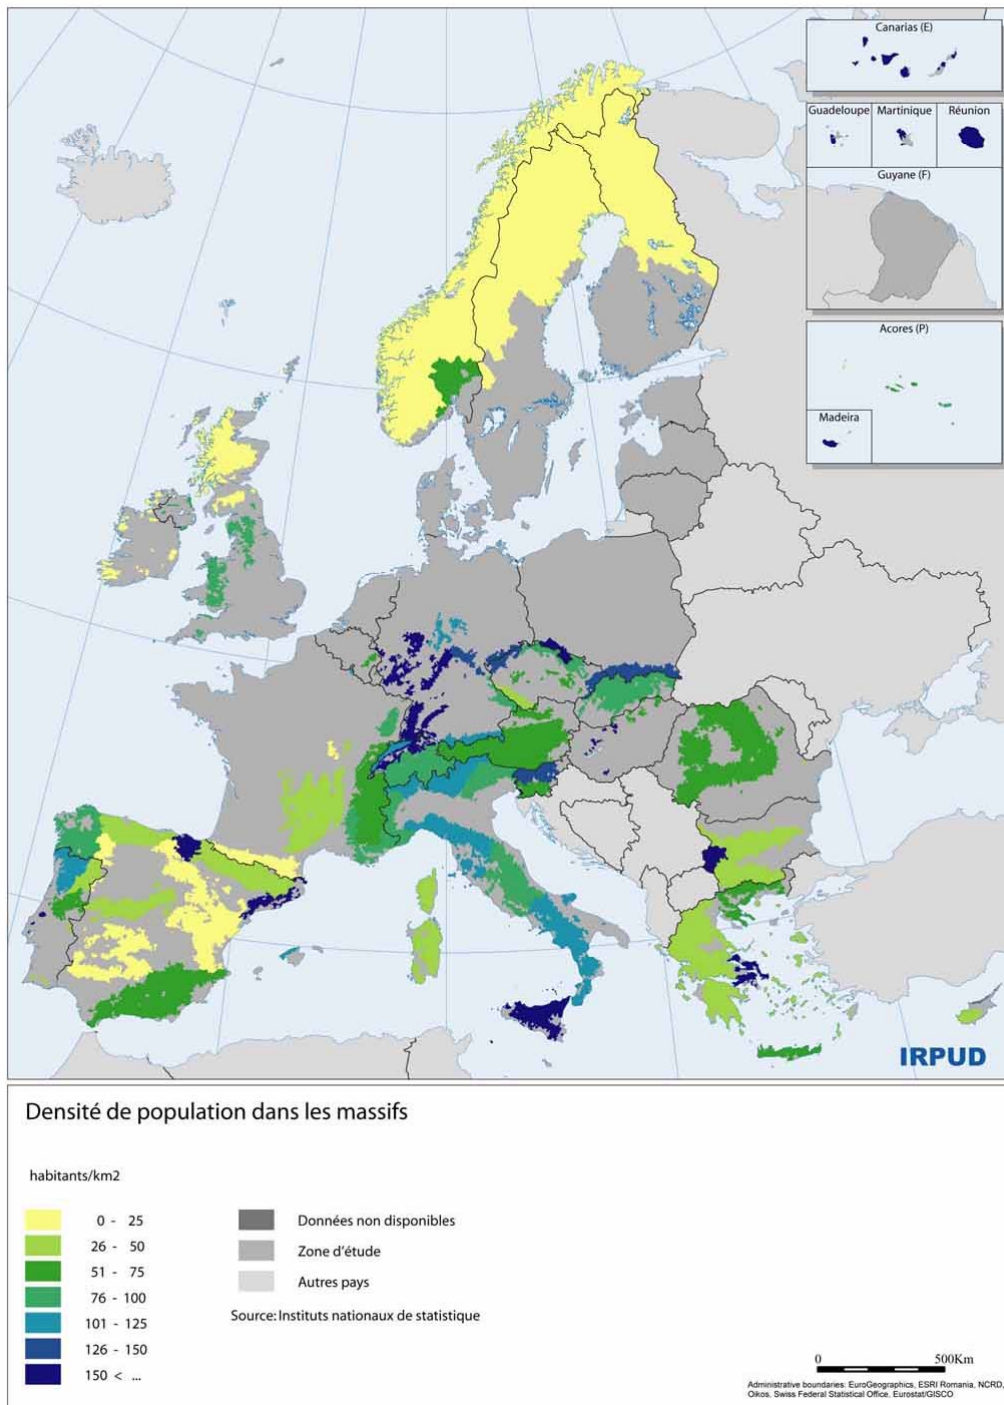 Canarias (E)
Guadeloupe
Martinique
Réunion
Guyane (F)
Acores (P)
Madeira
IRPUD
Densité de population dans les massifs
habitants/km2
0 - 25
26 - 50
51 - 75
76 - 100
101 - 125
126 - 150
150 < ...
Données non disponibles
Zone d'étude
Autres pays
Source: Instituts nationaux de statistique
0 500Km
Administrative boundaries: EuroGeographics, ESRI Romania, NCRD,
Oikos, Swiss Federal Statistical Office, Eurostat/GISCO